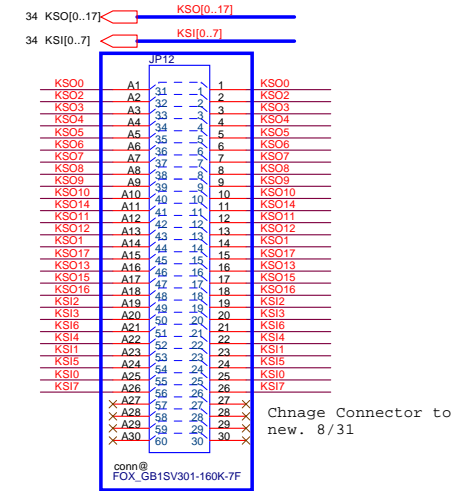 34 KSO[0..17] KSO[0..17]
34 KSI[0..7] KSI[0..7]
JP12
KSO0 A1 31 1 1 KSO0
KSO2 A2 32 2 2 KSO2
KSO3 A3 33 3 3 KSO3
KSO4 A4 34 4 4 KSO4
KSO5 A5 35 5 5 KSO5
KSO6 A6 36 6 6 KSO6
KSO7 A7 37 7 7 KSO7
KSO8 A8 38 8 8 KSO8
KSO9 A9 39 9 9 KSO9
KSO10 A10 40 10 10 KSO10
KSO14 A11 41 11 11 KSO14
KSO11 A12 42 12 12 KSO11
KSO12 A13 43 13 13 KSO12
KSO1 A14 44 14 14 KSO1
KSO17 A15 45 15 15 KSO17
KSO13 A16 46 16 16 KSO13
KSO15 A17 47 17 17 KSO15
KSO16 A18 48 18 18 KSO16
KSI2 A19 49 19 19 KSI2
KSI3 A20 50 20 20 KSI3
KSI6 A21 51 21 21 KSI6
KSI4 A22 52 22 22 KSI4
KSI1 A23 53 23 23 KSI1
KSI5 A24 54 24 24 KSI5
KSI0 A25 55 25 25 KSI0
KSI7 A26 56 26 26 KSI7
A27 57 27 27
A28 58 28 28
A29 59 29 29
A30 60 30 30
Chnage Connector to
new. 8/31
conn@
FOX_GB1SV301-160K-7F